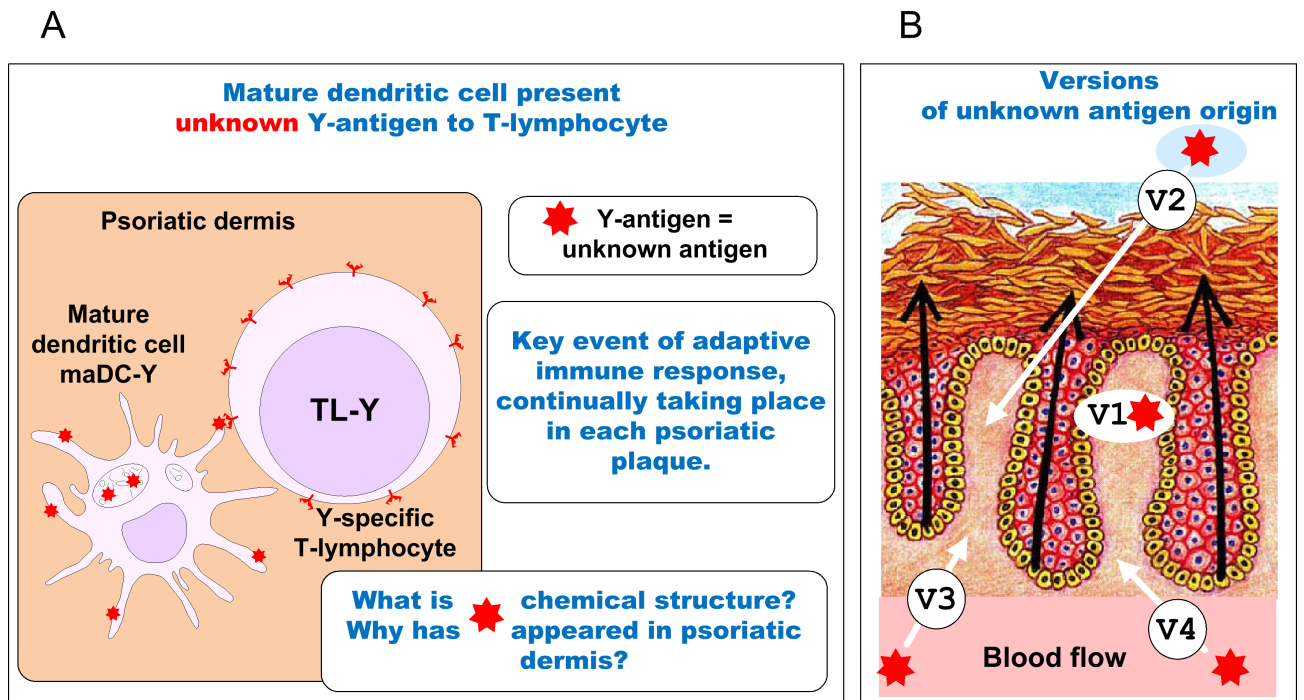 A
Mature dendritic cell present
unknown Y-antigen to T-lymphocyte
Psoriatic dermis
Mature
dendritic cell
maDC-Y
TL-Y
Y-specific
T-lymphocyte
Y-antigen =
unknown antigen
Key event of adaptive
immune response,
continually taking place
in each psoriatic
plaque.
What is chemical structure?
Why has appeared in psoriatic
dermis?
B
Versions
of unknown antigen origin
V2
V1
V3
V4
Blood flow